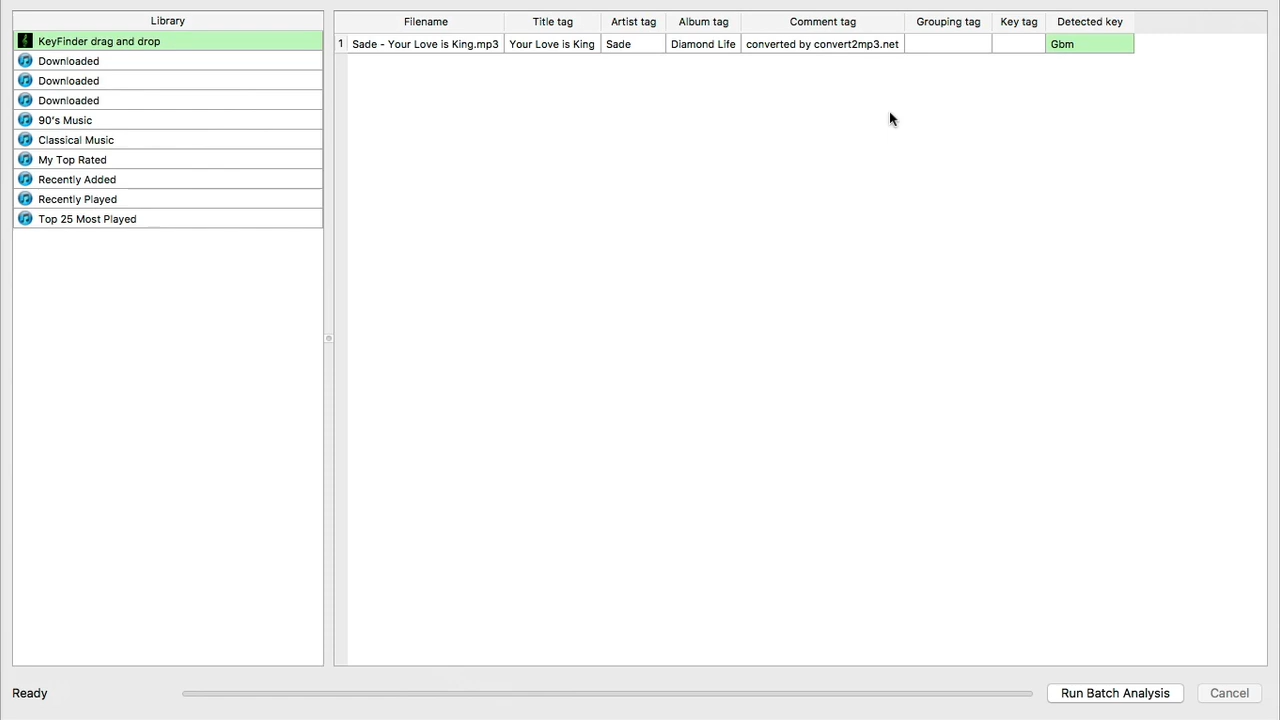 Library
KeyFinder drag and drop
Downloaded
Downloaded
Downloaded
90's Music
Classical Music
My Top Rated
Recently Added
Recently Played
Top 25 Most Played
Filename Title tag Artist tag Album tag Comment tag Grouping tag Key tag Detected key
1 Sade - Your Love is King.mp3 Your Love is King Sade Diamond Life converted by convert2mp3.net Gbm
Ready Run Batch Analysis Cancel